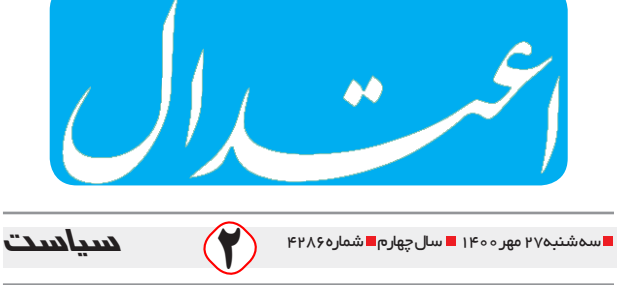 اعتدال
سه‌شنبه ۲۷ مهر ۱۴۰۰ ■ سال چهارم ■ شماره ۴۲۸۶ ۲ سیاست